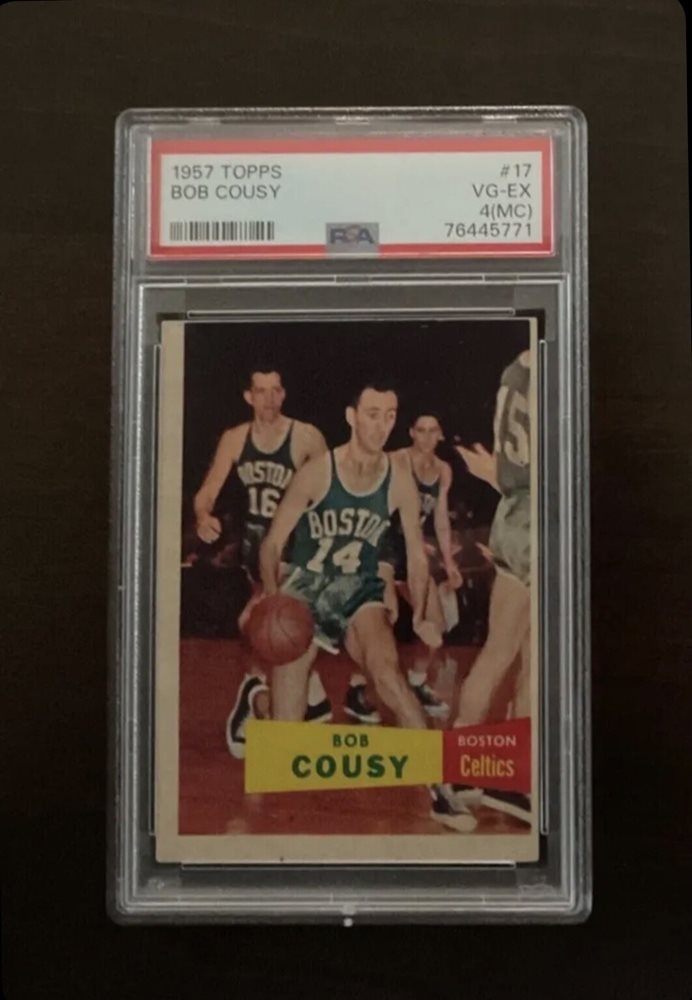 1957 TOPPS #17
BOB COUSY VG-EX
4(MC)
PSA 76445771
BOSTON
16
BOSTON
14
5
BOB
COUSY
BOSTON
Celtics